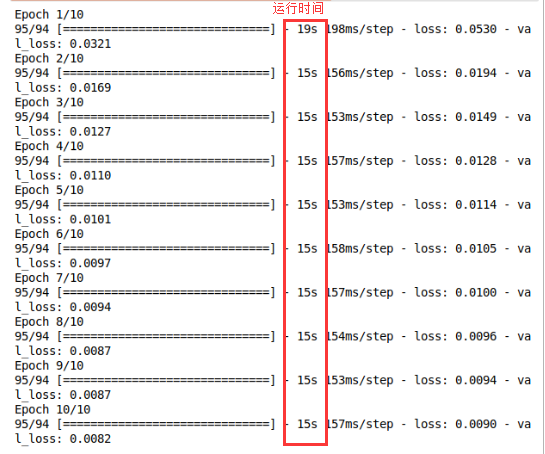 运行时间
Epoch 1/10
95/94 [==============================] - 19s 198ms/step - loss: 0.0530 - va
l_loss: 0.0321
Epoch 2/10
95/94 [==============================] - 15s 156ms/step - loss: 0.0194 - va
l_loss: 0.0169
Epoch 3/10
95/94 [==============================] - 15s 153ms/step - loss: 0.0149 - va
l_loss: 0.0127
Epoch 4/10
95/94 [==============================] - 15s 157ms/step - loss: 0.0128 - va
l_loss: 0.0110
Epoch 5/10
95/94 [==============================] - 15s 153ms/step - loss: 0.0114 - va
l_loss: 0.0101
Epoch 6/10
95/94 [==============================] - 15s 158ms/step - loss: 0.0105 - va
l_loss: 0.0097
Epoch 7/10
95/94 [==============================] - 15s 157ms/step - loss: 0.0100 - va
l_loss: 0.0094
Epoch 8/10
95/94 [==============================] - 15s 154ms/step - loss: 0.0096 - va
l_loss: 0.0087
Epoch 9/10
95/94 [==============================] - 15s 153ms/step - loss: 0.0094 - va
l_loss: 0.0087
Epoch 10/10
95/94 [==============================] - 15s 157ms/step - loss: 0.0090 - va
l_loss: 0.0082